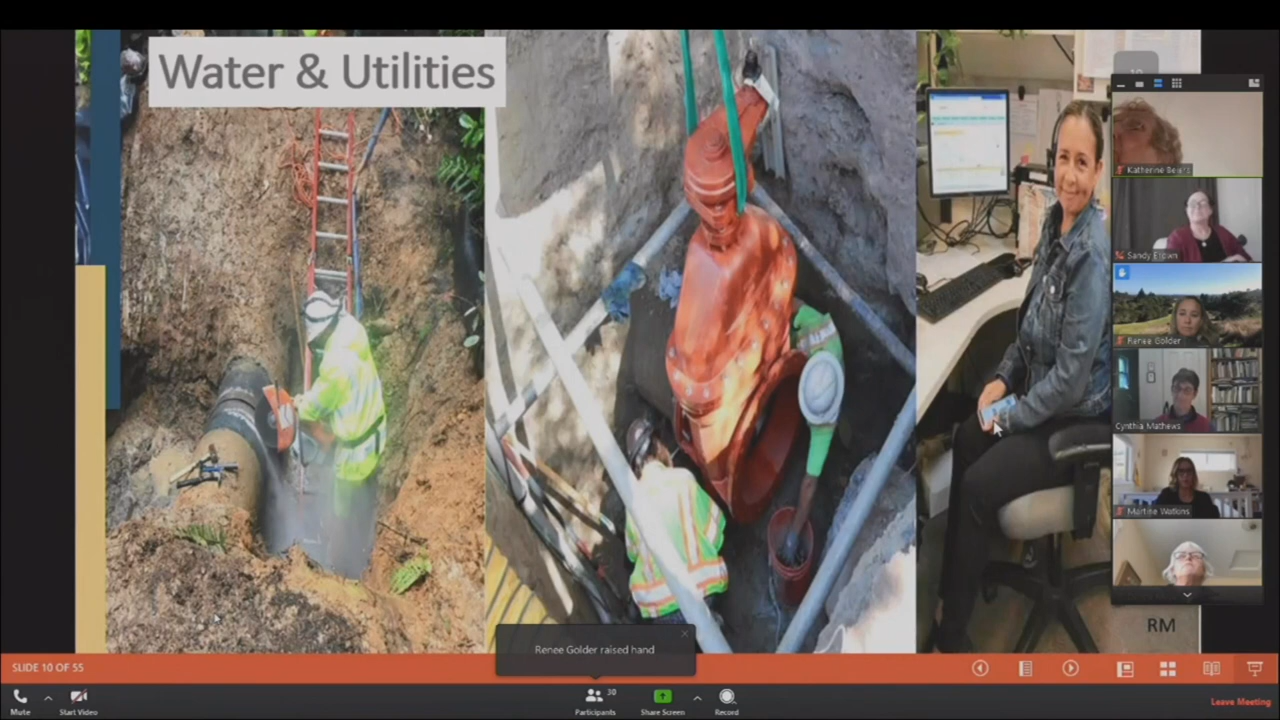 Water & Utilities
Katherine Beiers
Sandy Brown
Renee Golder
Cynthia Mathews
Martine Watkins
RM
Renee Golder raised hand
SLIDE 10 OF 55
Mute
Start Video
Participants
30
Share Screen
Record
Leave Meeting